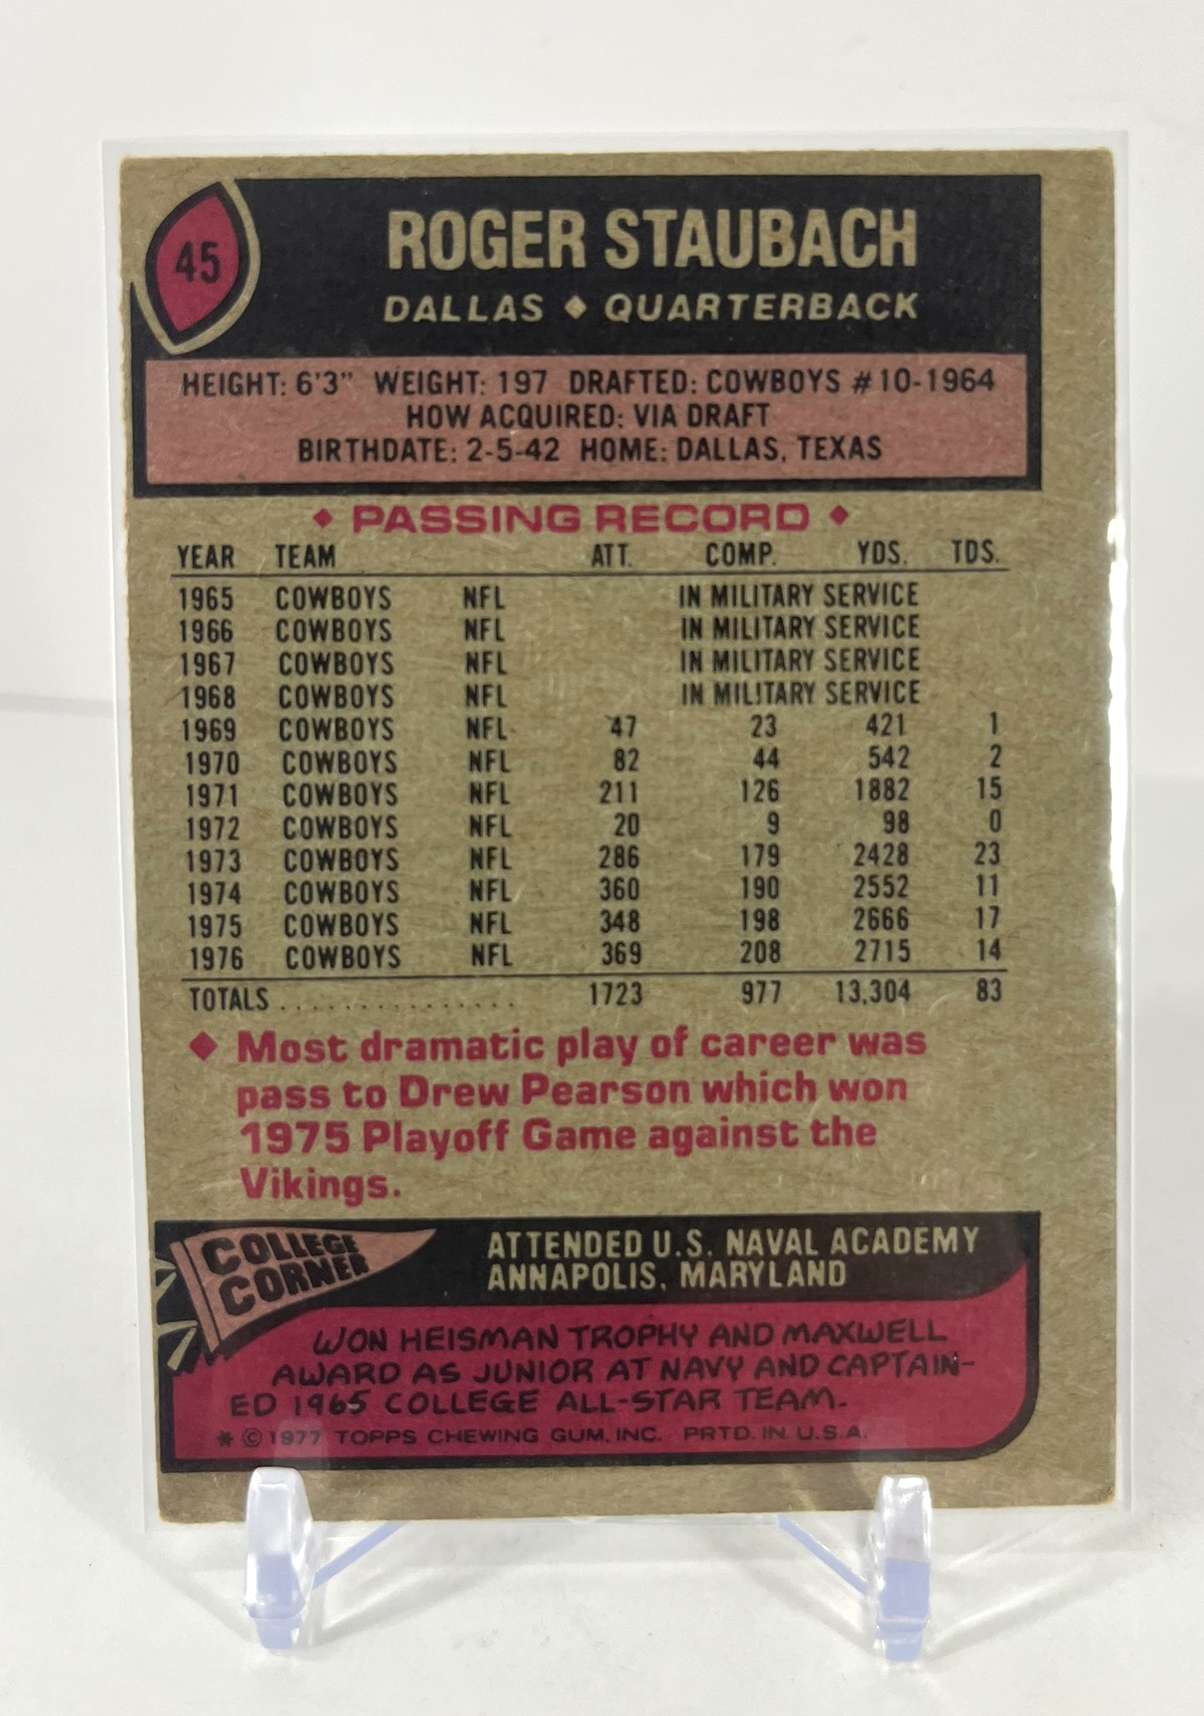 45
ROGER STAUBACH
DALLAS ♦ QUARTERBACK
HEIGHT: 6'3" WEIGHT: 197 DRAFTED: COWBOYS #10-1964
HOW ACQUIRED: VIA DRAFT
BIRTHDATE: 2-5-42 HOME: DALLAS, TEXAS
♦ PASSING RECORD ♦
YEAR TEAM ATT. COMP. YDS. TDS.
1965 COWBOYS NFL IN MILITARY SERVICE
1966 COWBOYS NFL IN MILITARY SERVICE
1967 COWBOYS NFL IN MILITARY SERVICE
1968 COWBOYS NFL IN MILITARY SERVICE
1969 COWBOYS NFL 47 23 421 1
1970 COWBOYS NFL 82 44 542 2
1971 COWBOYS NFL 211 126 1882 15
1972 COWBOYS NFL 20 9 98 0
1973 COWBOYS NFL 286 179 2428 23
1974 COWBOYS NFL 360 190 2552 11
1975 COWBOYS NFL 348 198 2666 17
1976 COWBOYS NFL 369 208 2715 14
TOTALS ................ 1723 977 13,304 83
♦ Most dramatic play of career was
pass to Drew Pearson which won
1975 Playoff Game against the
Vikings.
COLLEGE
CORNER
ATTENDED U.S. NAVAL ACADEMY
ANNAPOLIS, MARYLAND
WON HEISMAN TROPHY AND MAXWELL
AWARD AS JUNIOR AT NAVY AND CAPTAIN-
ED 1965 COLLEGE ALL-STAR TEAM.
* © 1977 TOPPS CHEWING GUM, INC. PRTD. IN U.S.A.